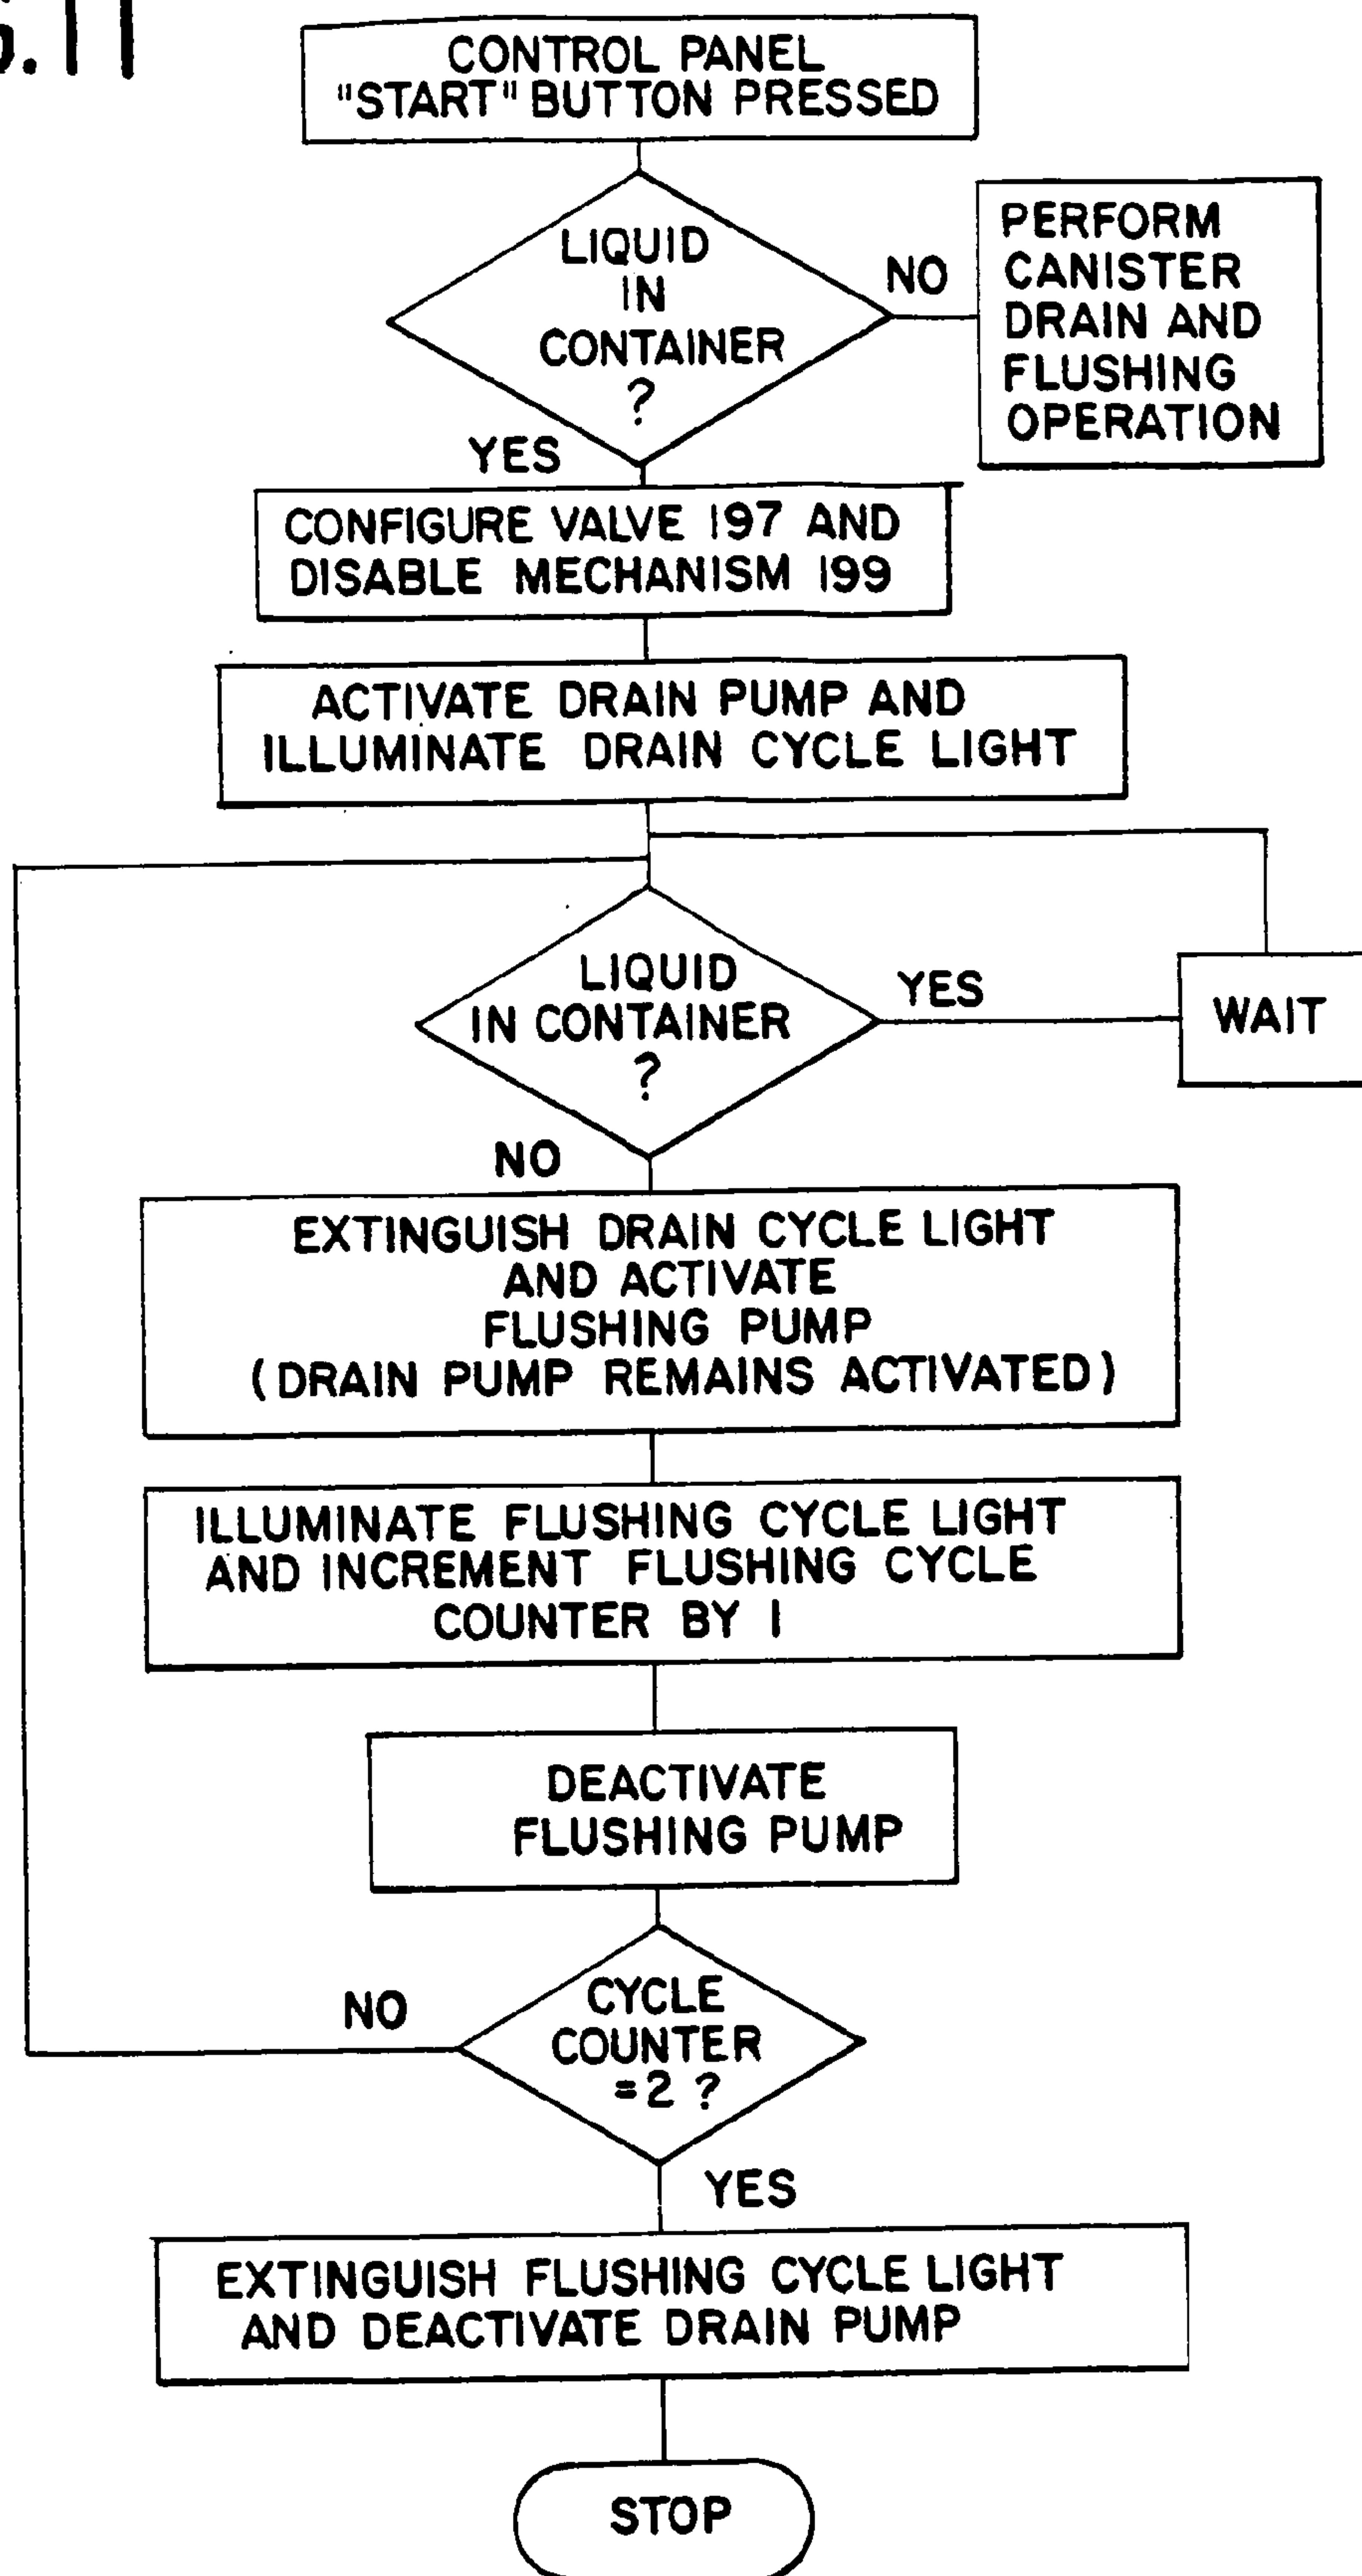 .11
CONTROL PANEL
"START" BUTTON PRESSED
LIQUID
IN
CONTAINER
?
NO
PERFORM
CANISTER
DRAIN AND
FLUSHING
OPERATION
YES
CONFIGURE VALVE 197 AND
DISABLE MECHANISM 199
ACTIVATE DRAIN PUMP AND
ILLUMINATE DRAIN CYCLE LIGHT
LIQUID
IN CONTAINER
?
YES
WAIT
NO
EXTINGUISH DRAIN CYCLE LIGHT
AND ACTIVATE
FLUSHING PUMP
(DRAIN PUMP REMAINS ACTIVATED)
ILLUMINATE FLUSHING CYCLE LIGHT
AND INCREMENT FLUSHING CYCLE
COUNTER BY 1
DEACTIVATE
FLUSHING PUMP
CYCLE
COUNTER
=2 ?
NO
YES
EXTINGUISH FLUSHING CYCLE LIGHT
AND DEACTIVATE DRAIN PUMP
STOP